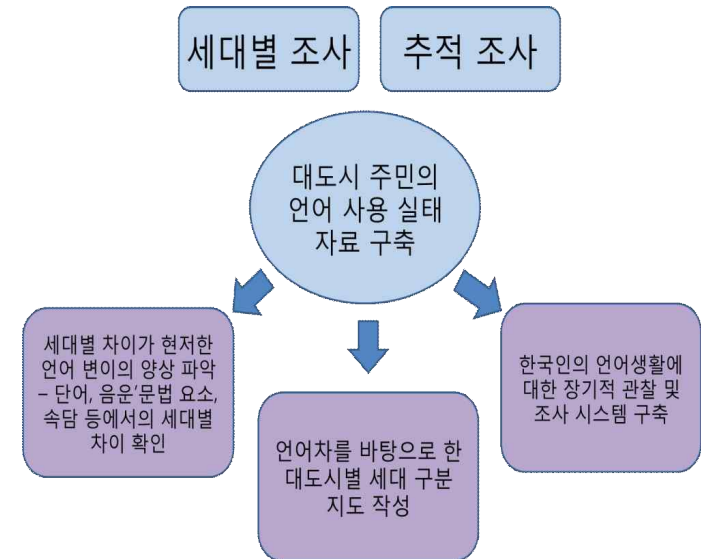 세대별 조사
추적 조사
대도시 주민의
언어 사용 실태
자료 구축
세대별 차이가 현저한
언어 변이의 양상 파악
– 단어, 음운'문법 요소,
속담 등에서의 세대별
차이 확인
언어차를 바탕으로 한
대도시별 세대 구분
지도 작성
한국인의 언어생활에
대한 장기적 관찰 및
조사 시스템 구축